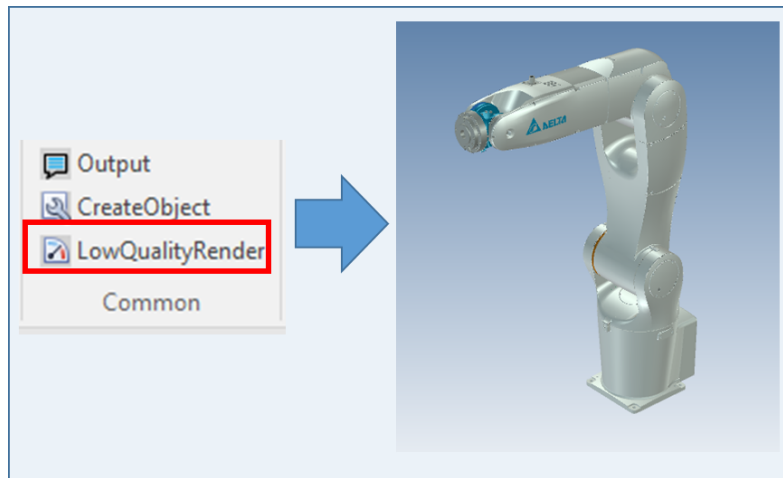 Output
CreateObject
LowQualityRender
Common
DELTA